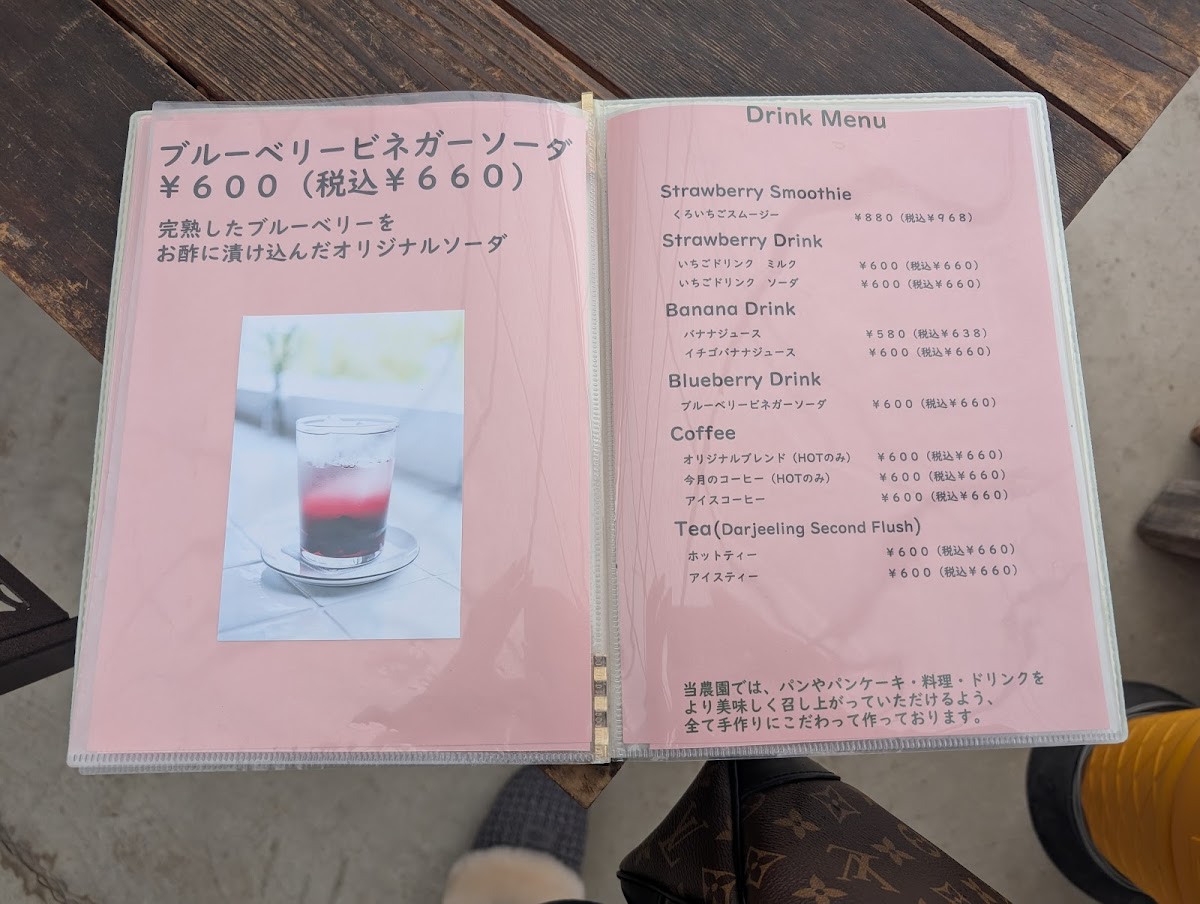 ブルーベリービネガーソーダ
￥６００（税込￥６６０）
完熟したブルーベリーを
お酢に漬け込んだオリジナルソーダ
Drink Menu
Strawberry Smoothie
くろいちごスムージー ￥８８０（税込￥９６８）
Strawberry Drink
いちごドリンク　ミルク ￥６００（税込￥６６０）
いちごドリンク　ソーダ ￥６００（税込￥６６０）
Banana Drink
バナナジュース ￥５８０（税込￥６３８）
イチゴバナナジュース ￥６００（税込￥６６０）
Blueberry Drink
ブルーベリービネガーソーダ ￥６００（税込￥６６０）
Coffee
オリジナルブレンド（HOTのみ） ￥６００（税込￥６６０）
今月のコーヒー（HOTのみ） ￥６００（税込￥６６０）
アイスコーヒー ￥６００（税込￥６６０）
Tea(Darjeeling Second Flush)
ホットティー ￥６００（税込￥６６０）
アイスティー ￥６００（税込￥６６０）
当農園では、パンやパンケーキ・料理・ドリンクを
より美味しく召し上がっていただけるよう、
全て手作りにこだわって作っております。